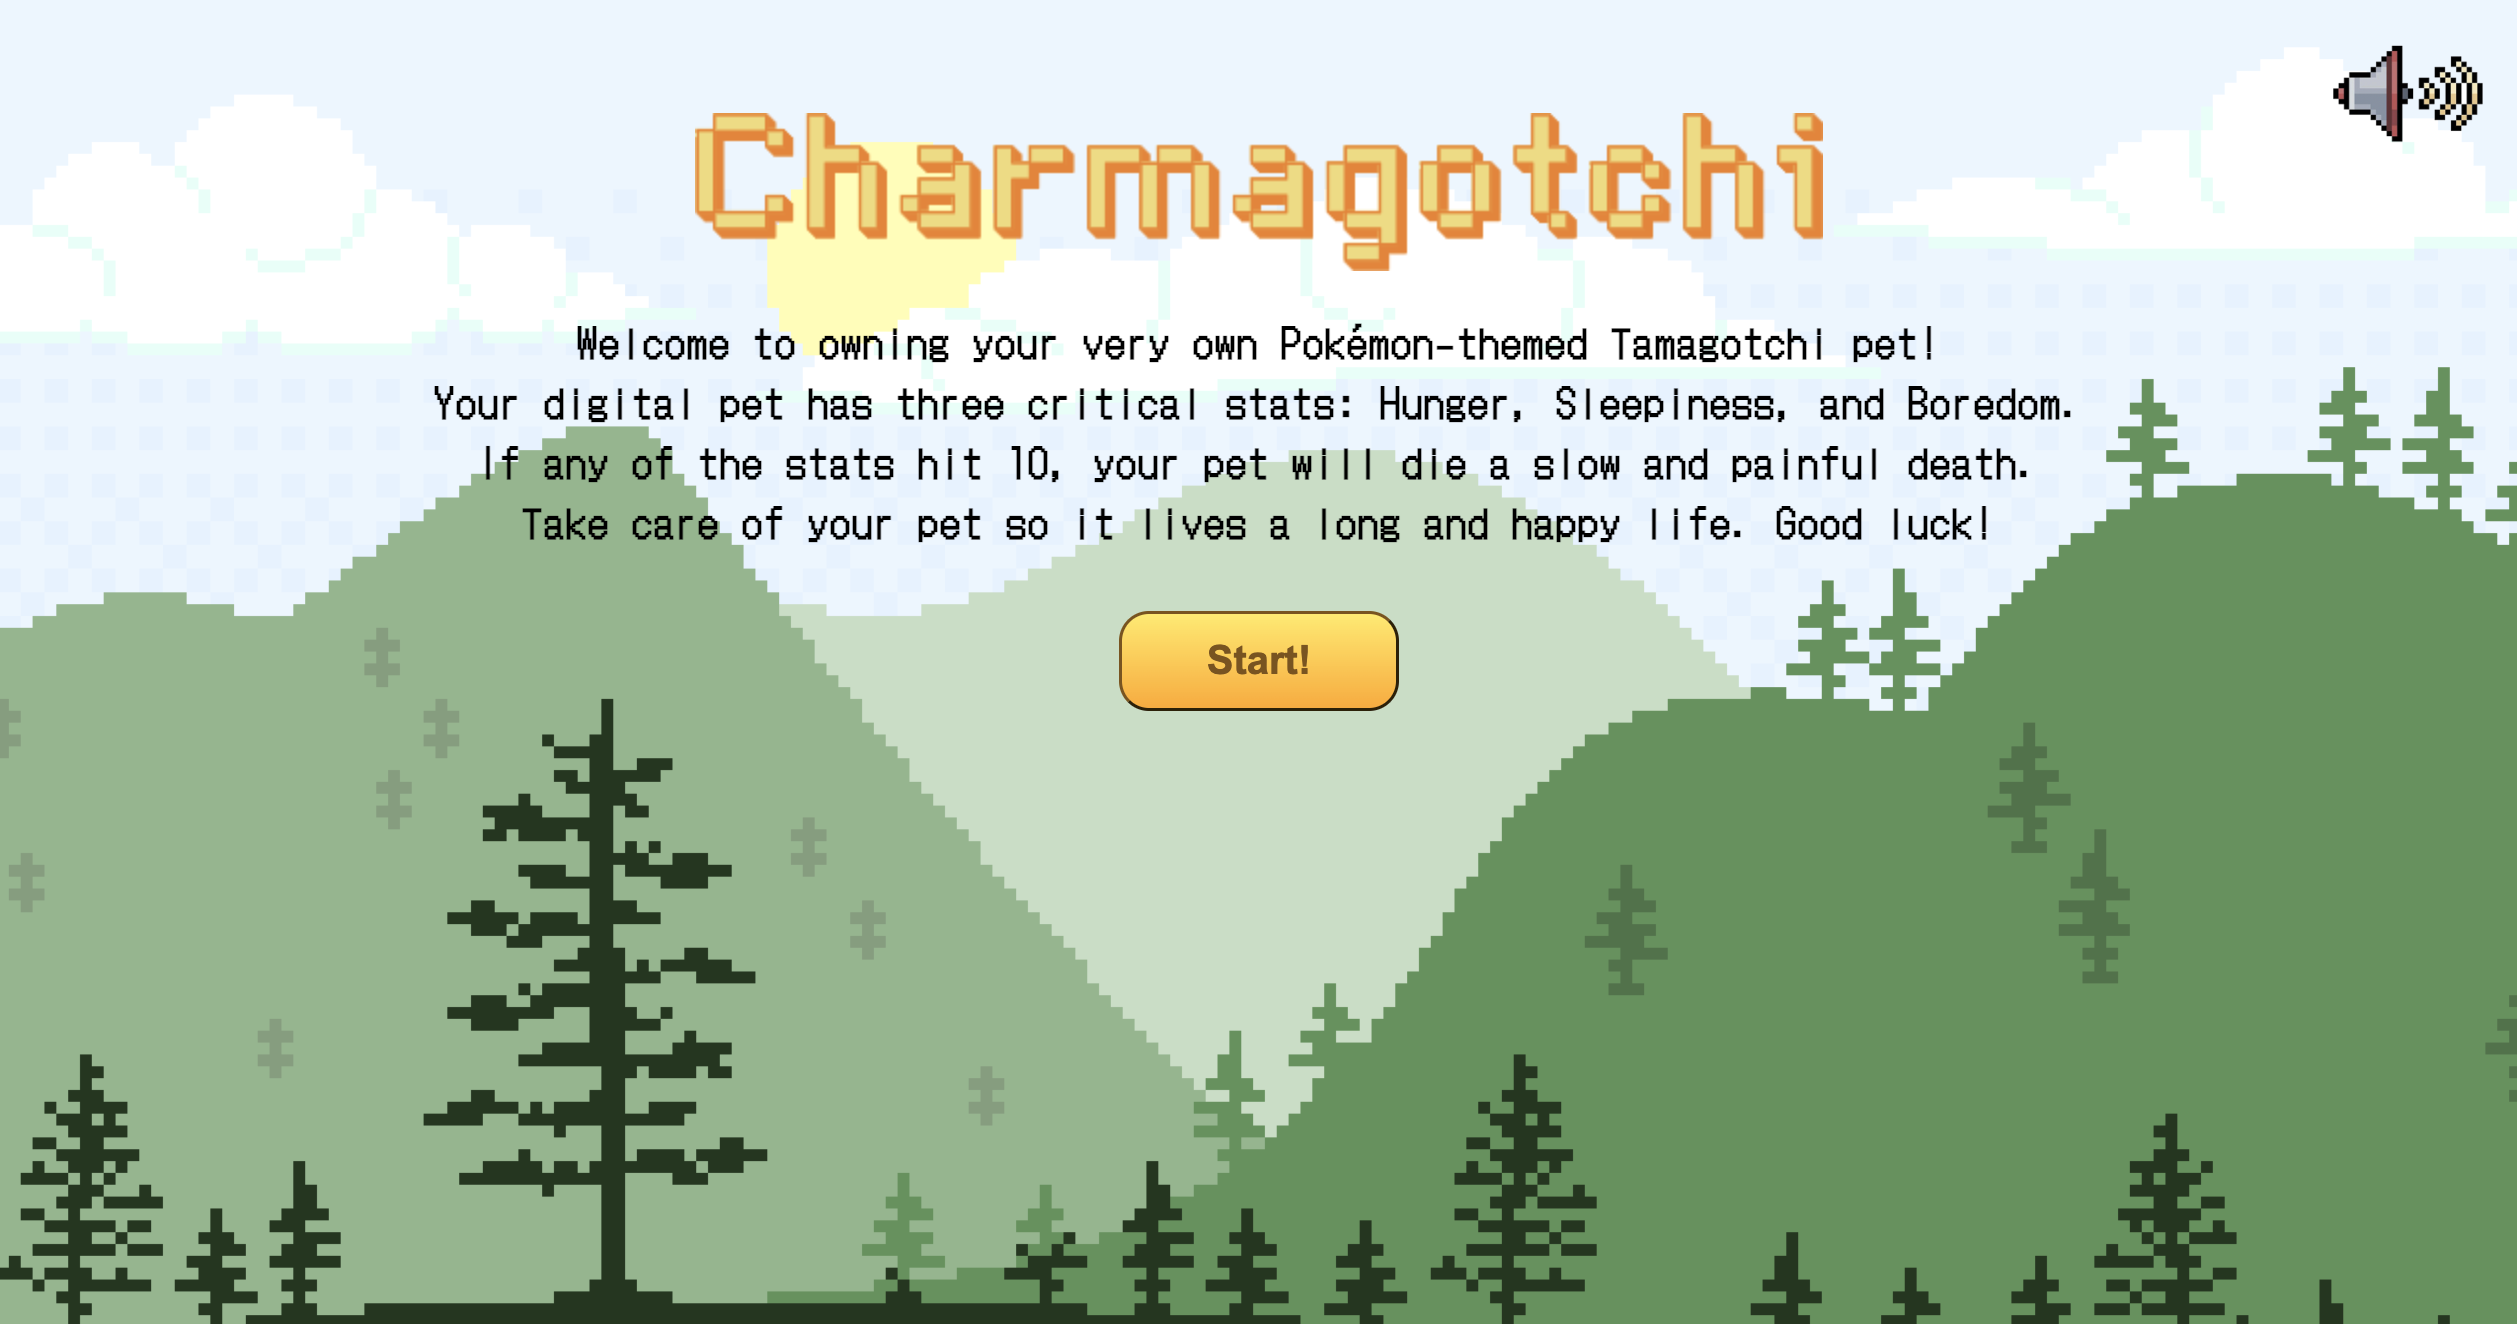 Charmagotchi
Welcome to owning your very own Pokémon-themed Tamagotchi pet!
Your digital pet has three critical stats: Hunger, Sleepiness, and Boredom.
If any of the stats hit 10, your pet will die a slow and painful death.
Take care of your pet so it lives a long and happy life. Good luck!
Start!